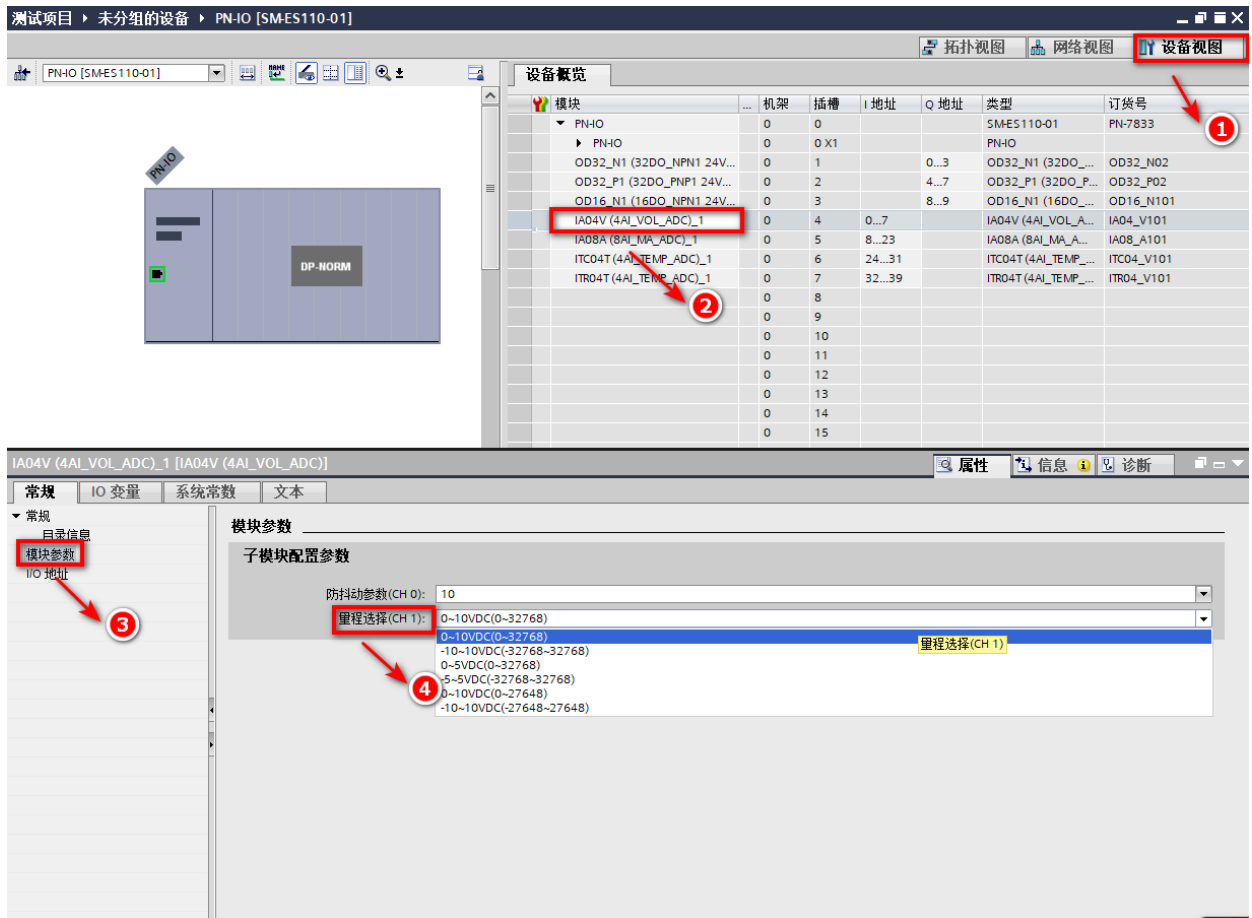 测试项目 ▸ 未分组的设备 ▸ PN-IO [SM-ES110-01]
拓扑视图 网络视图 设备视图
PN-IO [SM-ES110-01]
设备概览
模块 ... 机架 插槽 I 地址 Q 地址 类型 订货号
PN-IO 0 0 SM-ES110-01 PN-7833
PN-IO 0 0 X1 PN-IO
OD32_N1 (32DO_NPN1 24V... 0 1 0...3 OD32_N1 (32DO_... OD32_N02
OD32_P1 (32DO_PNP1 24V... 0 2 4...7 OD32_P1 (32DO_P... OD32_P02
OD16_N1 (16DO_NPN1 24V... 0 3 8...9 OD16_N1 (16DO_... OD16_N101
IA04V (4AI_VOL_ADC)_1 0 4 0...7 IA04V (4AI_VOL_A... IA04_V101
IA08A (8AI_MA_ADC)_1 0 5 8...23 IA08A (8AI_MA_A... IA08_A101
ITC04T (4AI_TEMP_ADC)_1 0 6 24...31 ITC04T (4AI_TEMP_... ITC04_V101
ITR04T (4AI_TEMP_ADC)_1 0 7 32...39 ITR04T (4AI_TEMP_... ITR04_V101
0 8
0 9
0 10
0 11
0 12
0 13
0 14
0 15
PN-IO
DP-NORM
1
2
IA04V (4AI_VOL_ADC)_1 [IA04V (4AI_VOL_ADC)]
属性 信息 诊断
常规 IO 变量 系统常数 文本
常规
目录信息
模块参数
I/O 地址
3
模块参数
子模块配置参数
防抖动参数(CH 0): 10
量程选择(CH 1): 0~10VDC(0~32768)
0~10VDC(0~32768)
-10~10VDC(-32768~32768)
0~5VDC(0~32768)
-5~5VDC(-32768~32768)
0~10VDC(0~27648)
-10~10VDC(-27648~27648)
量程选择(CH 1)
4